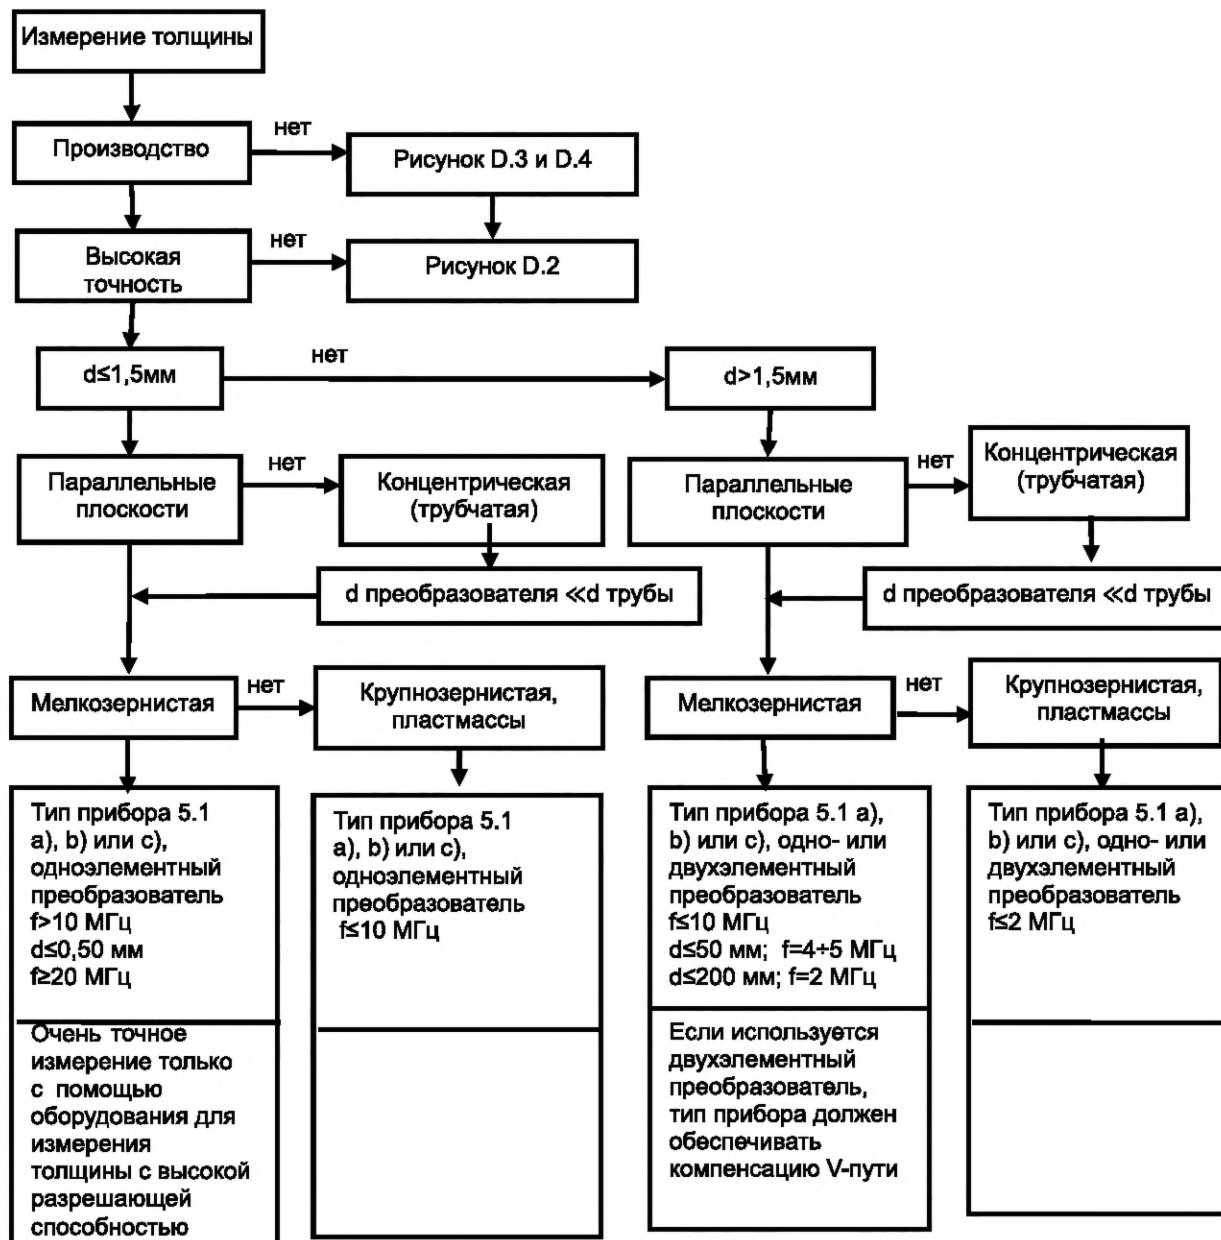 Измерение толщины
Производство
нет
Рисунок D.3 и D.4
Высокая
точность
нет
Рисунок D.2
d≤1,5мм
нет
d>1,5мм
Параллельные
плоскости
нет
Концентрическая
(трубчатая)
Параллельные
плоскости
нет
Концентрическая
(трубчатая)
d преобразователя ≪d трубы
d преобразователя ≪d трубы
Мелкозернистая
нет
Крупнозернистая,
пластмассы
Мелкозернистая
нет
Крупнозернистая,
пластмассы
Тип прибора 5.1
a), b) или c),
одноэлементный
преобразователь
f>10 МГц
d≤0,50 мм
f≥20 МГц
Очень точное
измерение только
с помощью
оборудования для
измерения
толщины с высокой
разрешающей
способностью
Тип прибора 5.1
a), b) или c),
одноэлементный
преобразователь
f≤10 МГц
Тип прибора 5.1 a),
b) или c), одно- или
двухэлементный
преобразователь
f≤10 МГц
d≤50 мм; f=4÷5 МГц
d≤200 мм; f=2 МГц
Если используется
двухэлементный
преобразователь,
тип прибора должен
обеспечивать
компенсацию V-пути
Тип прибора 5.1 a),
b) или c), одно- или
двухэлементный
преобразователь
f≤2 МГц